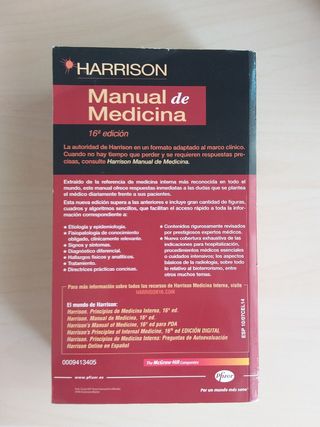 HARRISON
Manual de
Medicina
16ª edición
La autoridad de Harrison en un formato adaptado al marco clínico.
Cuando no hay tiempo que perder y se requieren respuestas pre-
cisas, consulte Harrison Manual de Medicina.
Extraído de la referencia de medicina interna más reconocida en todo el
mundo, este manual ofrece respuestas inmediatas a las dudas que se plantea
el médico diariamente frente a sus pacientes.
Esta nueva edición supera a las anteriores e incluye gran cantidad de figuras,
cuadros y algoritmos sencillos, que facilitan el acceso rápido a toda la infor-
mación correspondiente a:
• Etiología y epidemiología.
• Fisiopatología de conocimiento
obligado, clínicamente relevante.
• Signos y síntomas.
• Diagnóstico diferencial.
• Hallazgos físicos y analíticos.
• Tratamiento.
• Directrices prácticas concisas.
• Contenidos rigurosamente revisados
por prestigiosos expertos médicos.
• Nueva cobertura exhaustiva de las
indicaciones para hospitalización,
procedimientos médicos esenciales
o cuidados intensivos; los aspectos
básicos de la radiología, sobre todo
lo relativo al bioterrorismo, entre
otros muchos temas.
Para más información sobre todos los recursos de Harrison Medicina Interna, visite
HARRISON16.COM
El mundo de Harrison:
Harrison. Principios de Medicina Interna, 16ª ed.
Harrison. Manual de Medicina, 16ª ed.
Harrison's Manual of Medicine, 16ª ed para PDA
Harrison's Principles of Internal Medicine, 16ª ed EDICIÓN DIGITAL
Harrison. Principios de Medicina Interna: Preguntas de Autoevaluación
Harrison Online en Español
ESP 10/07CEL14
0009413405
The McGraw-Hill Companies
www.pfizer.es
Pfizer
Por un mundo más sano